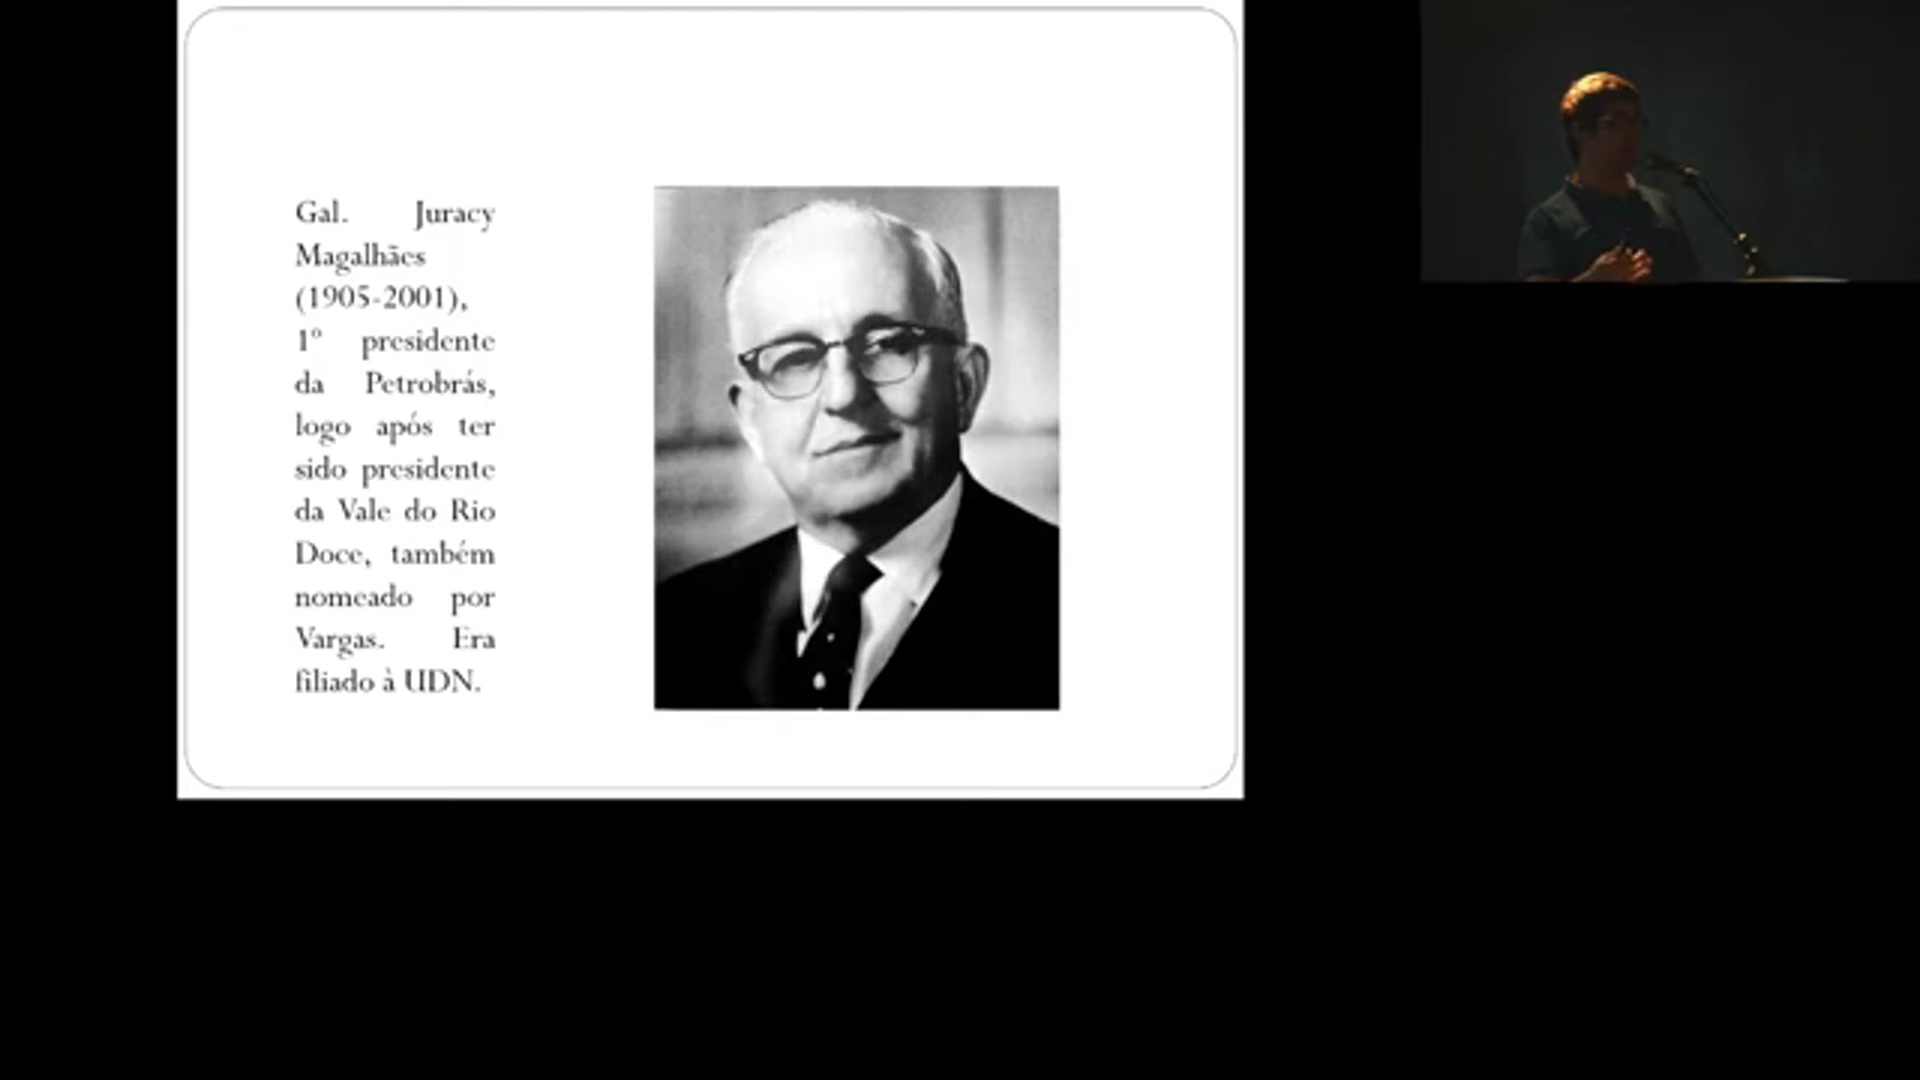 Gal. Juracy
Magalhães
(1905-2001),
1º presidente
da Petrobrás,
logo após ter
sido presidente
da Vale do Rio
Doce, também
nomeado por
Vargas. Era
filiado à UDN.